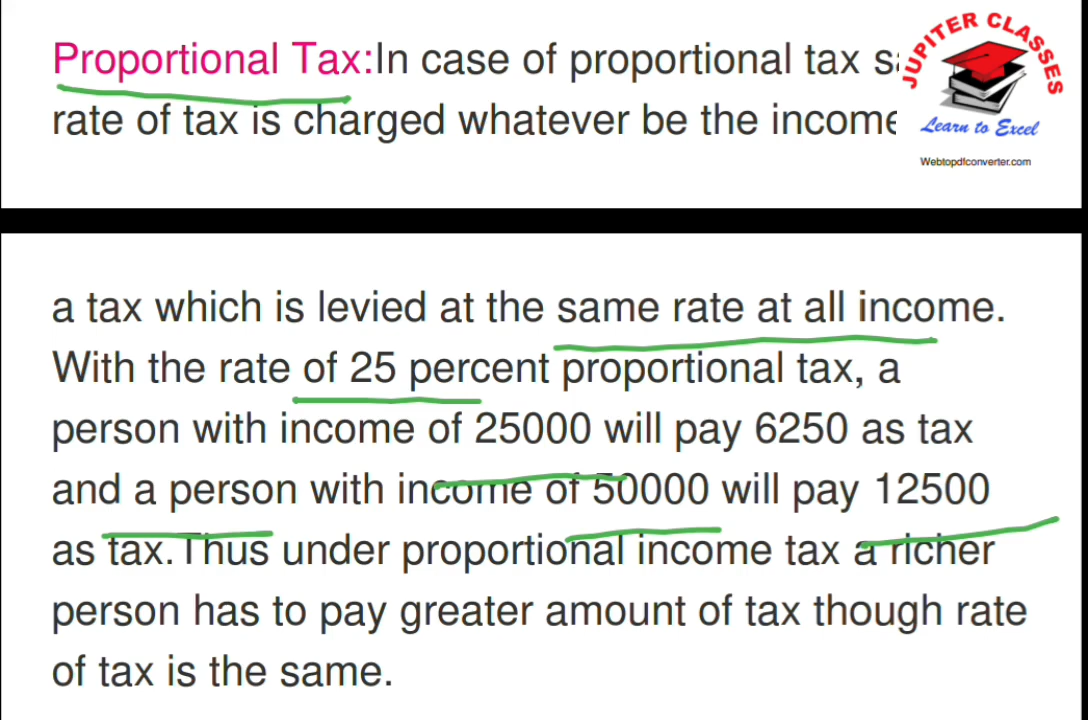 Proportional Tax:In case of proportional tax
rate of tax is charged whatever be the income
JUPITER CLASSES
Learn to Excel
Webtopdfconverter.com
a tax which is levied at the same rate at all income.
With the rate of 25 percent proportional tax, a
person with income of 25000 will pay 6250 as tax
and a person with income of 50000 will pay 12500
as tax.Thus under proportional income tax a richer
person has to pay greater amount of tax though rate
of tax is the same.